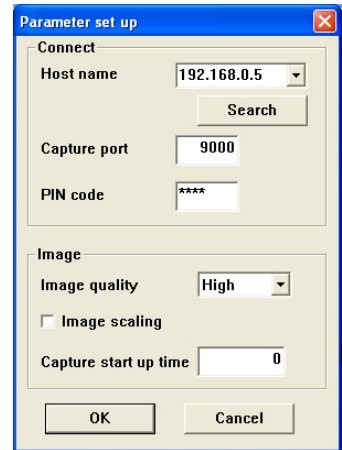 Parameter set up
Connect
Host name 192.168.0.5
Search
Capture port 9000
PIN code ****
Image
Image quality High
Image scaling
Capture start up time 0
OK Cancel